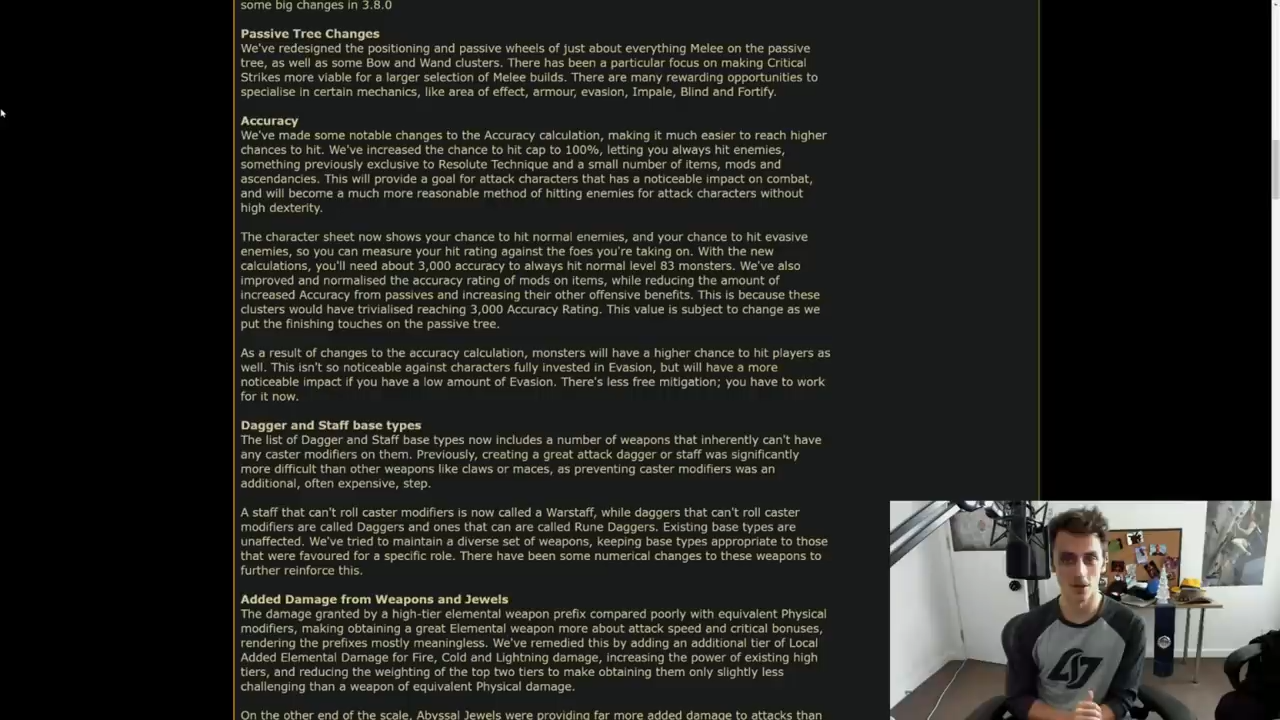 some big changes in 3.8.0
Passive Tree Changes
We've redesigned the positioning and passive wheels of just about everything Melee on the passive
tree, as well as some Bow and Wand clusters. There has been a particular focus on making Critical
Strikes more viable for a larger selection of Melee builds. There are many rewarding opportunities to
specialise in certain mechanics, like area of effect, armour, evasion, Impale, Blind and Fortify.
Accuracy
We've made some notable changes to the Accuracy calculation, making it much easier to reach higher
chances to hit. We've increased the chance to hit cap to 100%, letting you always hit enemies,
something previously exclusive to Resolute Technique and a small number of items, mods and
ascendancies. This will provide a goal for attack characters that has a noticeable impact on combat,
and will become a much more reasonable method of hitting enemies for attack characters without
high dexterity.
The character sheet now shows your chance to hit normal enemies, and your chance to hit evasive
enemies, so you can measure your hit rating against the foes you're taking on. With the new
calculations, you'll need about 3,000 accuracy to always hit normal level 83 monsters. We've also
improved and normalised the accuracy rating of mods on items, while reducing the amount of
increased Accuracy from passives and increasing their other offensive benefits. This is because these
clusters would have trivialised reaching 3,000 Accuracy Rating. This value is subject to change as we
put the finishing touches on the passive tree.
As a result of changes to the accuracy calculation, monsters will have a higher chance to hit players as
well. This isn't so noticeable against characters fully invested in Evasion, but will have a more
noticeable impact if you have a low amount of Evasion. There's less free mitigation; you have to work
for it now.
Dagger and Staff base types
The list of Dagger and Staff base types now includes a number of weapons that inherently can't have
any caster modifiers on them. Previously, creating a great attack dagger or staff was significantly
more difficult than other weapons like claws or maces, as preventing caster modifiers was an
additional, often expensive, step.
A staff that can't roll caster modifiers is now called a Warstaff, while daggers that can't roll caster
modifiers are called Daggers and ones that can are called Rune Daggers. Existing base types are
unaffected. We've tried to maintain a diverse set of weapons, keeping base types appropriate to those
that were favoured for a specific role. There have been some numerical changes to these weapons to
further reinforce this.
Added Damage from Weapons and Jewels
The damage granted by a high-tier elemental weapon prefix compared poorly with equivalent Physical
modifiers, making obtaining a great Elemental weapon more about attack speed and critical bonuses,
rendering the prefixes mostly meaningless. We've remedied this by adding an additional tier of Local
Added Elemental Damage for Fire, Cold and Lightning damage, increasing the power of existing high
tiers, and reducing the weighting of the top two tiers to make obtaining them only slightly less
challenging than a weapon of equivalent Physical damage.
On the other end of the scale, Abyssal Jewels were providing far more added damage to attacks than